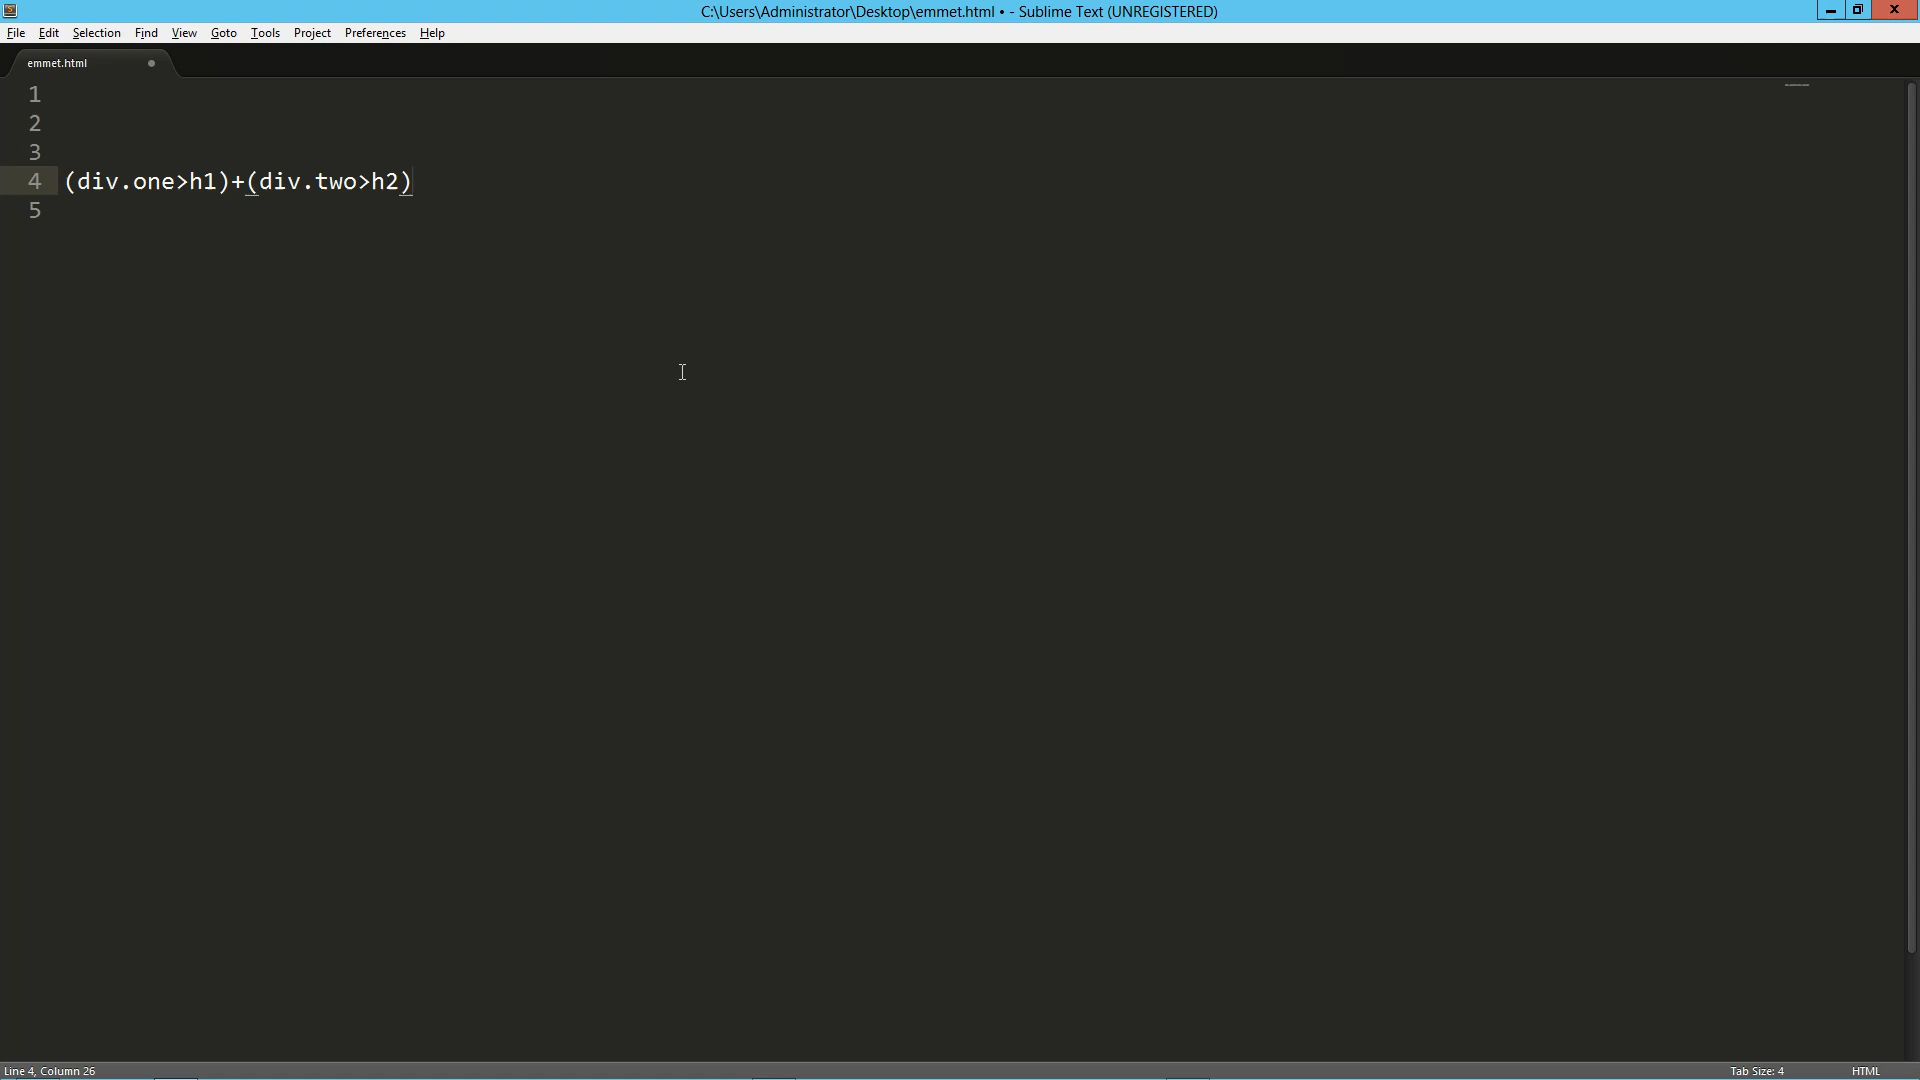 C:\Users\Administrator\Desktop\emmet.html • - Sublime Text (UNREGISTERED)
File Edit Selection Find View Goto Tools Project Preferences Help
emmet.html
1
2
3
4 (div.one>h1)+(div.two>h2)
5
Line 4, Column 26 Tab Size: 4 HTML